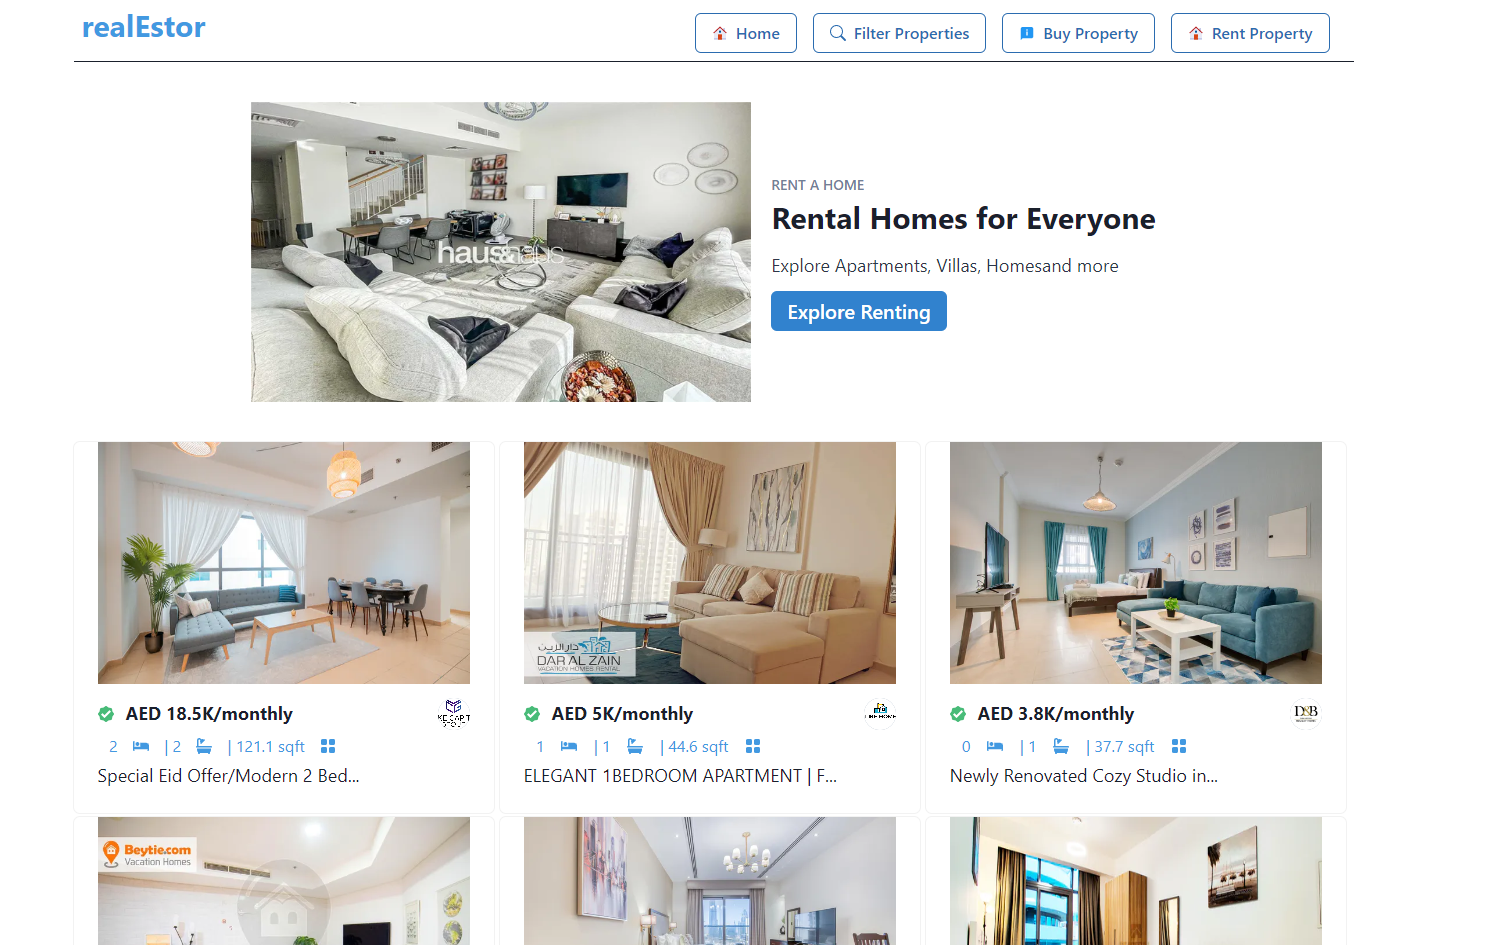 realEstor
Home
Filter Properties
Buy Property
Rent Property
haus&haus
RENT A HOME
Rental Homes for Everyone
Explore Apartments, Villas, Homesand more
Explore Renting
دار الزين
DAR AL ZAIN
VACATION HOMES RENTAL
AED 18.5K/monthly
2 | 2 | 121.1 sqft
Special Eid Offer/Modern 2 Bed...
AED 5K/monthly
1 | 1 | 44.6 sqft
ELEGANT 1BEDROOM APARTMENT | F...
AED 3.8K/monthly
D&B
0 | 1 | 37.7 sqft
Newly Renovated Cozy Studio in...
Beytie.com
Vacation Homes